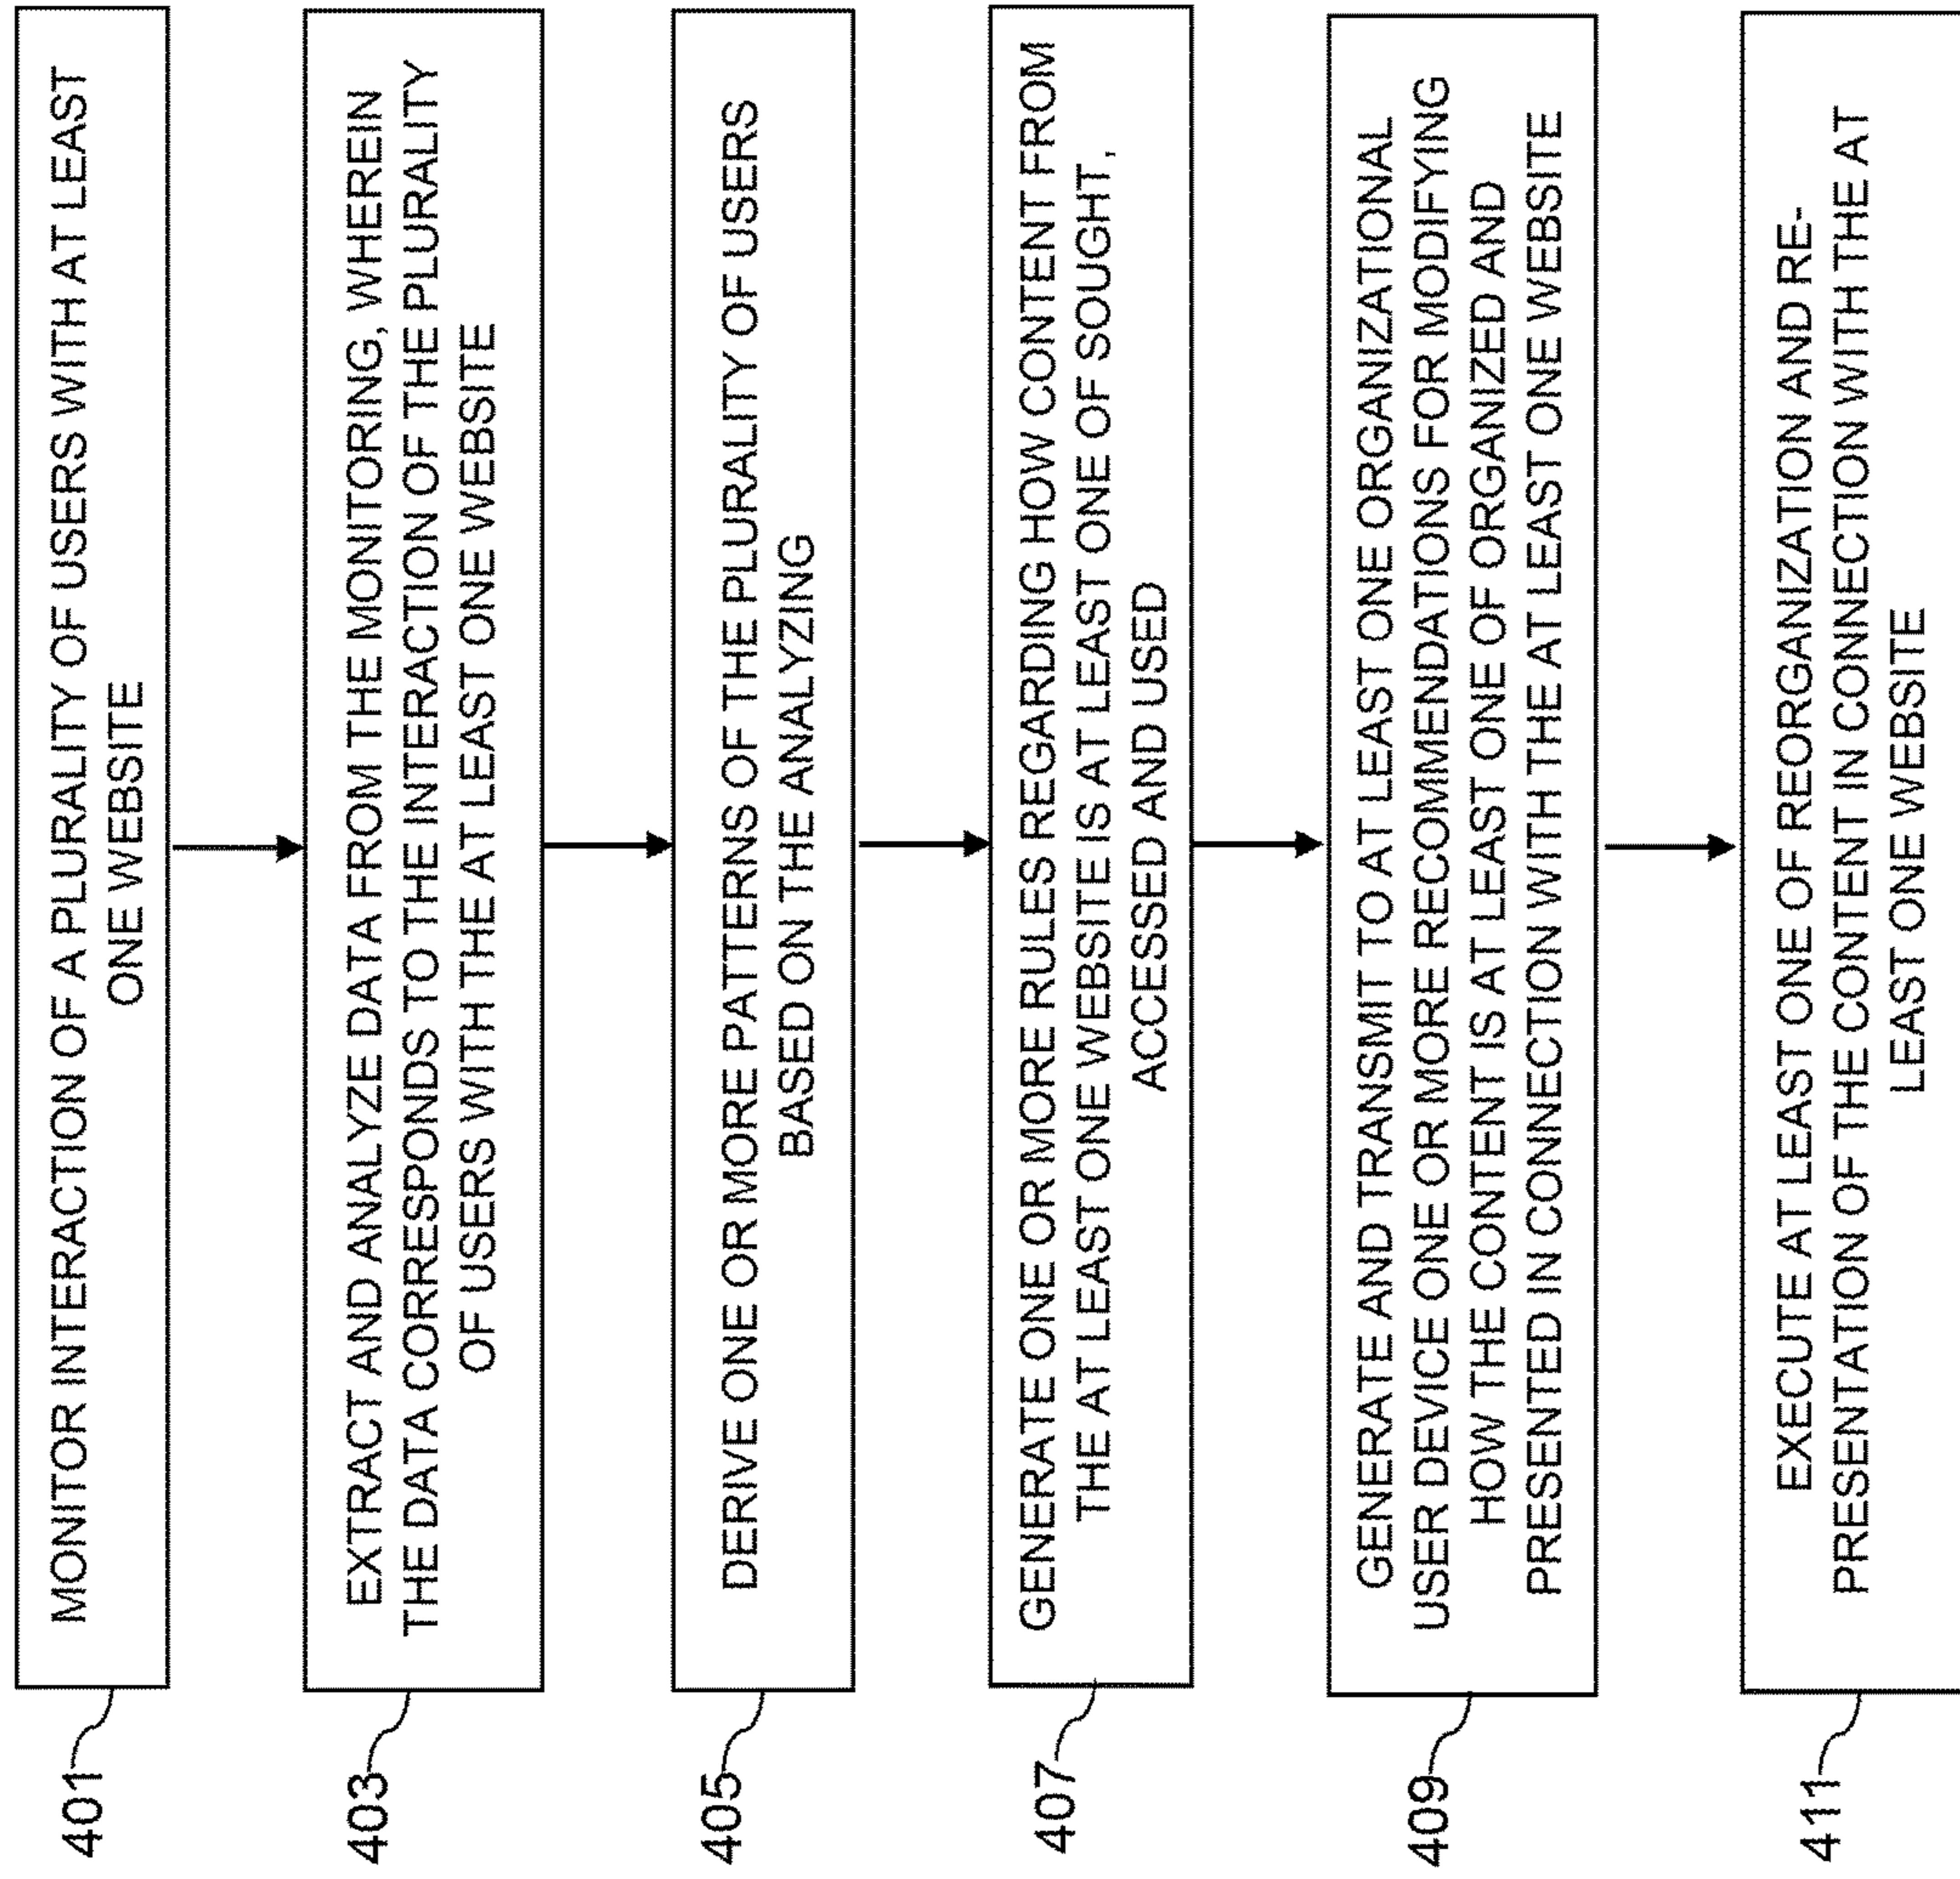 401
MONITOR INTERACTION OF A PLURALITY OF USERS WITH AT LEAST
ONE WEBSITE
403
EXTRACT AND ANALYZE DATA FROM THE MONITORING, WHEREIN
THE DATA CORRESPONDS TO THE INTERACTION OF THE PLURALITY
OF USERS WITH THE AT LEAST ONE WEBSITE
405
DERIVE ONE OR MORE PATTERNS OF THE PLURALITY OF USERS
BASED ON THE ANALYZING
407
GENERATE ONE OR MORE RULES REGARDING HOW CONTENT FROM
THE AT LEAST ONE WEBSITE IS AT LEAST ONE OF SOUGHT,
ACCESSED AND USED
409
GENERATE AND TRANSMIT TO AT LEAST ONE ORGANIZATIONAL
USER DEVICE ONE OR MORE RECOMMENDATIONS FOR MODIFYING
HOW THE CONTENT IS AT LEAST ONE OF ORGANIZED AND
PRESENTED IN CONNECTION WITH THE AT LEAST ONE WEBSITE
411
EXECUTE AT LEAST ONE OF REORGANIZATION AND RE-
PRESENTATION OF THE CONTENT IN CONNECTION WITH THE AT
LEAST ONE WEBSITE